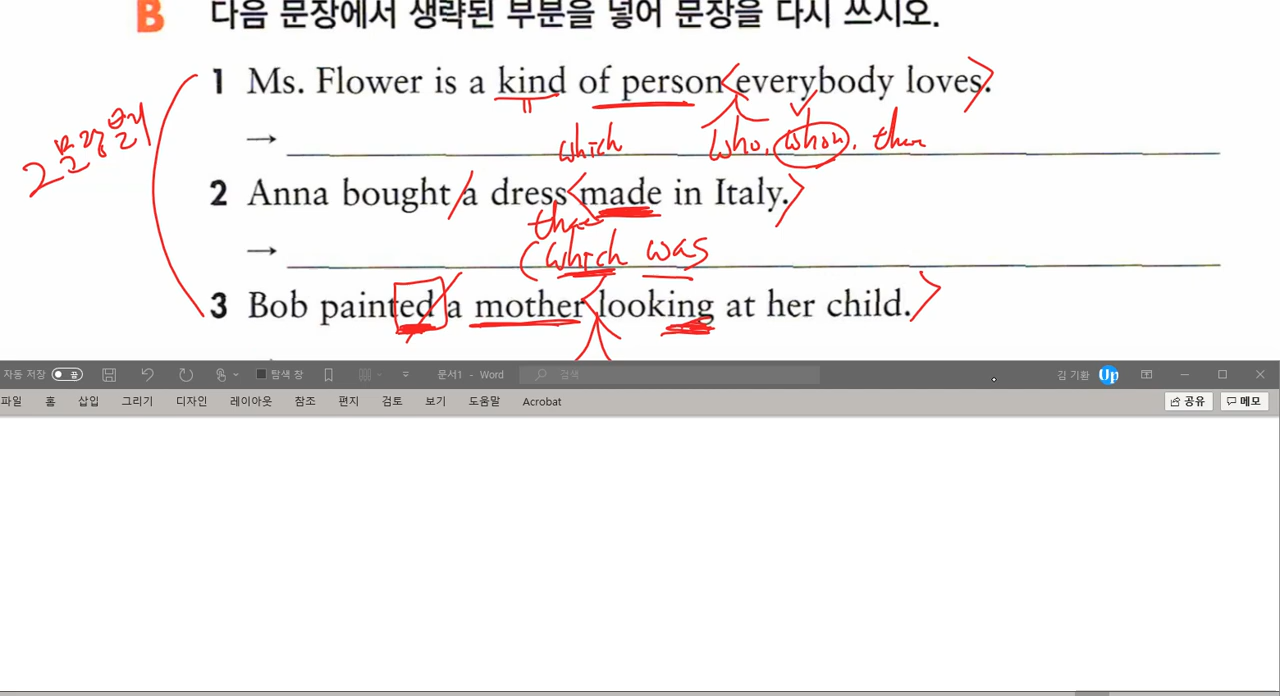 B 다음 문장에서 생략된 부분을 넣어 문장을 다시 쓰시오.
1 Ms. Flower is a kind of person everybody loves.
→ which who, whom, that
2문장 분리
2 Anna bought a dress made in Italy.
that
→ (which was
3 Bob painted a mother looking at her child.
자동 저장 끔 탐색 창 문서1 - Word 검색 김 기환 Up
파일 홈 삽입 그리기 디자인 레이아웃 참조 편지 검토 보기 도움말 Acrobat 공유 메모